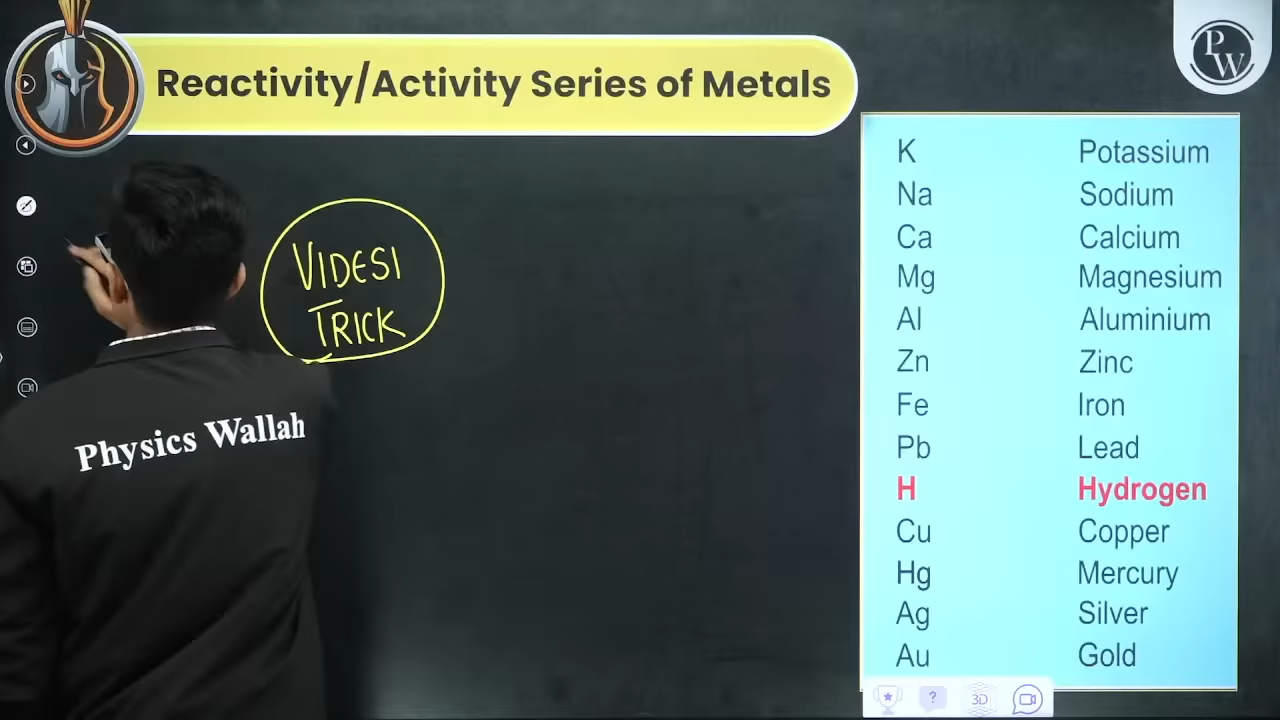 Reactivity/Activity Series of Metals
PW
VIDESI
TRICK
Physics Wallah
K Potassium
Na Sodium
Ca Calcium
Mg Magnesium
Al Aluminium
Zn Zinc
Fe Iron
Pb Lead
H Hydrogen
Cu Copper
Hg Mercury
Ag Silver
Au Gold
? 3D